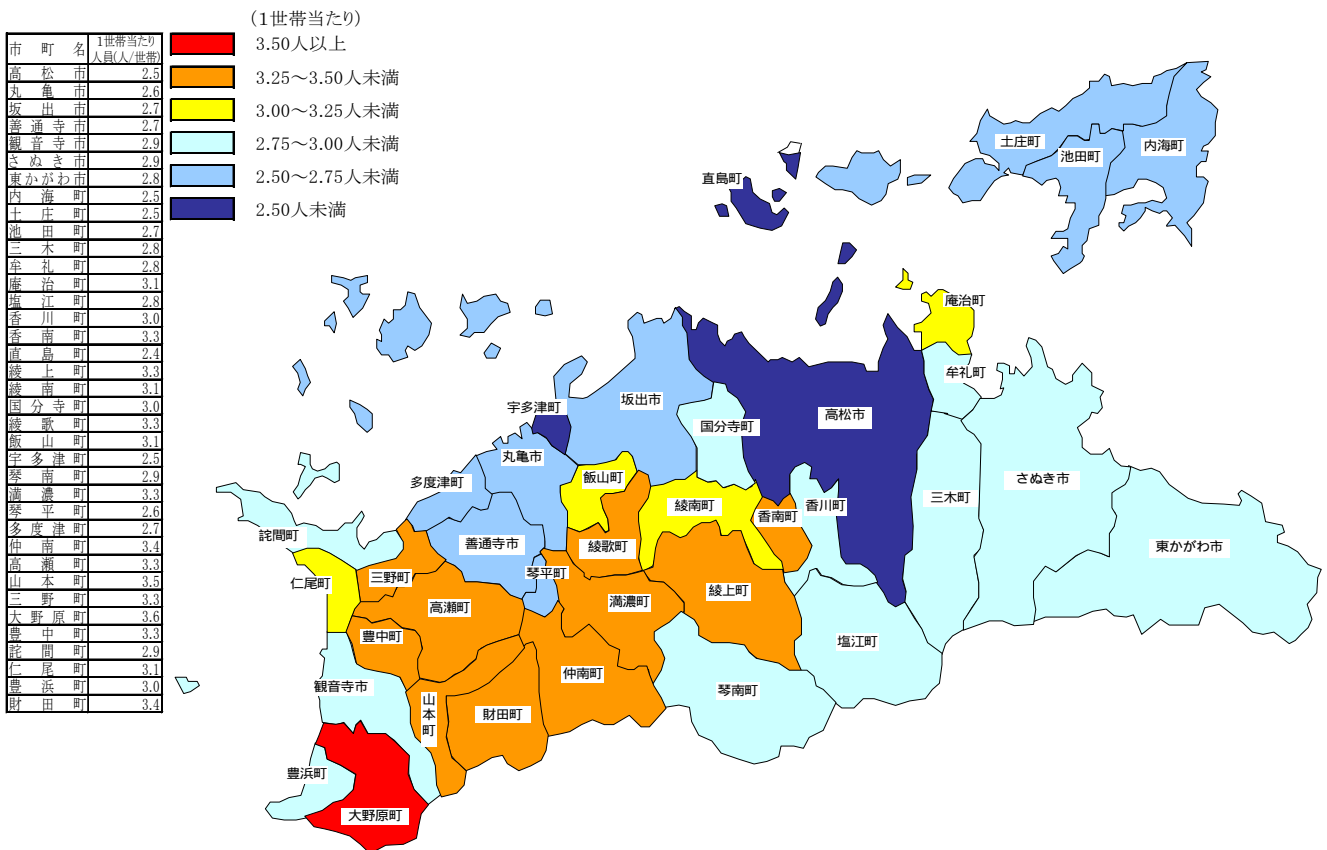 (1世帯当たり)
3.50人以上
3.25～3.50人未満
3.00～3.25人未満
2.75～3.00人未満
2.50～2.75人未満
2.50人未満
市町名 1世帯当たり人員(人/世帯)
高松市 2.5
丸亀市 2.6
坂出市 2.7
善通寺市 2.7
観音寺市 2.9
さぬき市 2.9
東かがわ市 2.8
内海町 2.5
土庄町 2.5
池田町 2.7
三木町 2.8
牟礼町 2.8
庵治町 3.1
塩江町 2.8
香川町 3.0
香南町 3.3
直島町 2.4
綾上町 3.3
綾南町 3.1
国分寺町 3.0
綾歌町 3.3
飯山町 3.1
宇多津町 2.5
琴南町 2.9
満濃町 3.3
琴平町 2.6
多度津町 2.7
仲南町 3.4
高瀬町 3.3
山本町 3.5
三野町 3.3
大野原町 3.6
豊中町 3.3
詫間町 2.9
仁尾町 3.1
豊浜町 3.0
財田町 3.4
土庄町
池田町
内海町
直島町
庵治町
牟礼町
宇多津町
坂出市
高松市
国分寺町
丸亀市
多度津町
飯山町
綾南町
香南町
香川町
三木町
さぬき市
東かがわ市
詫間町
善通寺市
綾歌町
仁尾町
三野町
琴平町
高瀬町
満濃町
綾上町
豊中町
塩江町
観音寺市
仲南町
琴南町
山本町
財田町
豊浜町
大野原町